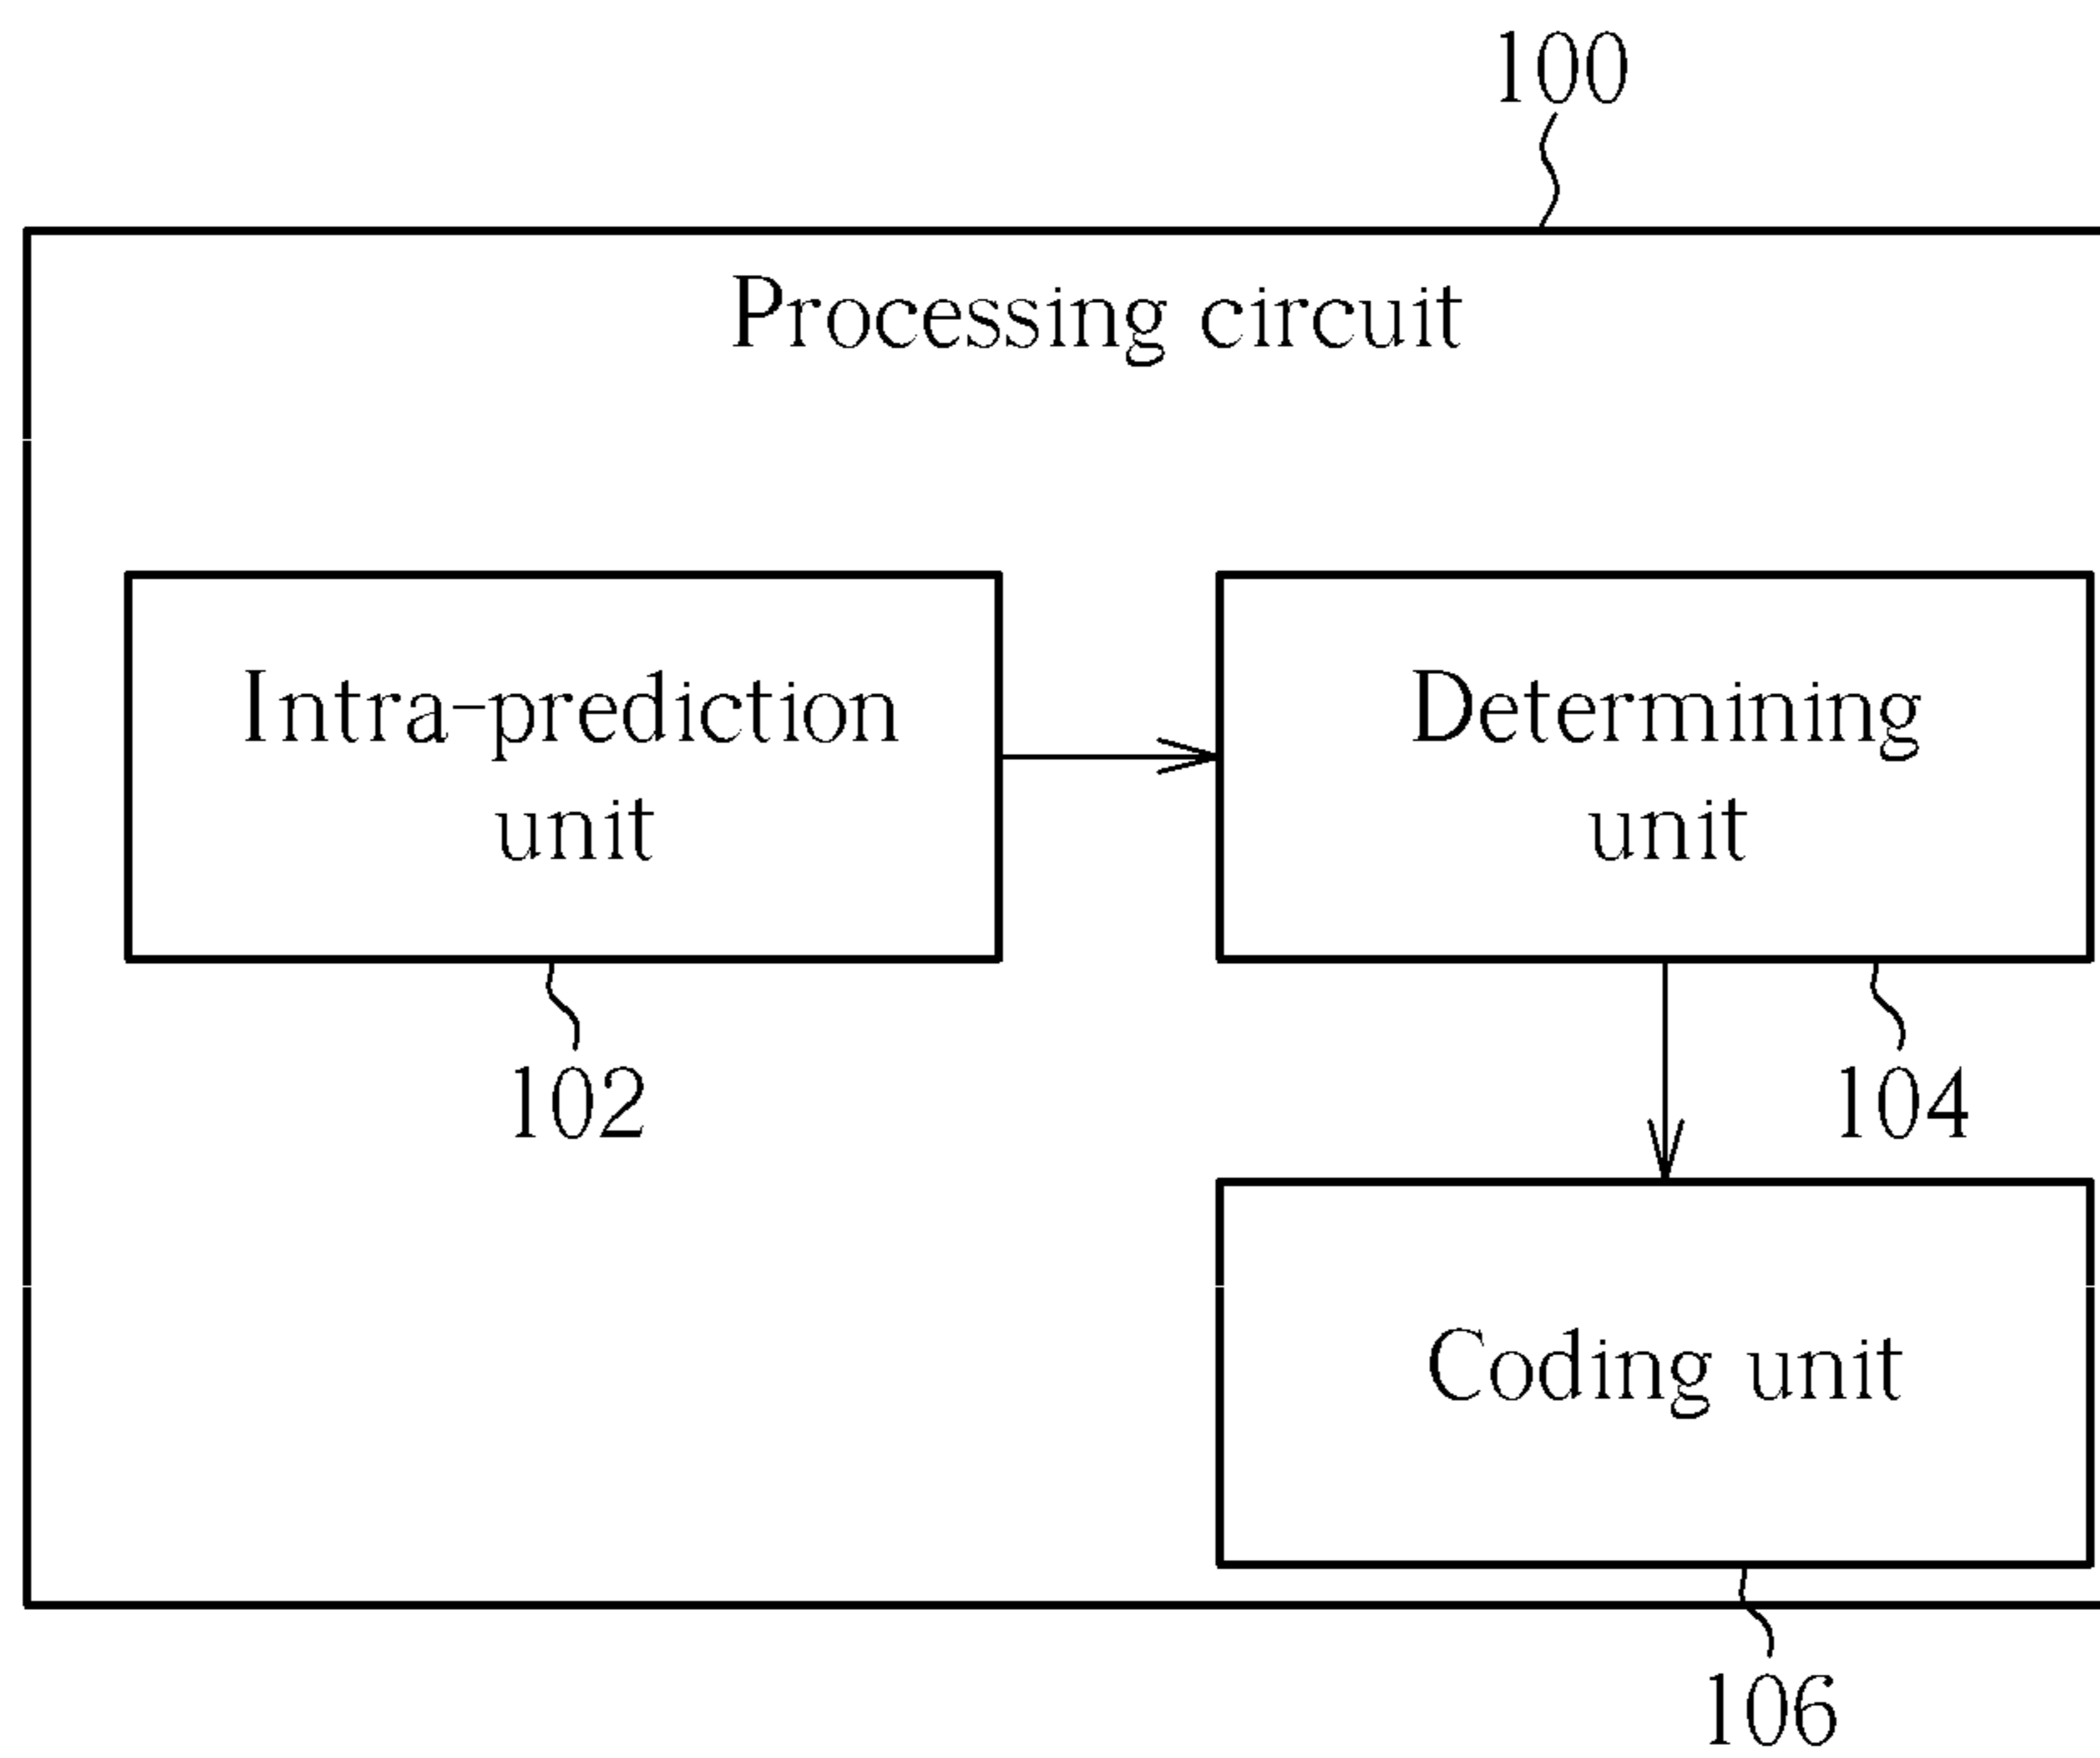 100
Processing circuit
Intra-prediction
unit
Determining
unit
102
104
Coding unit
106